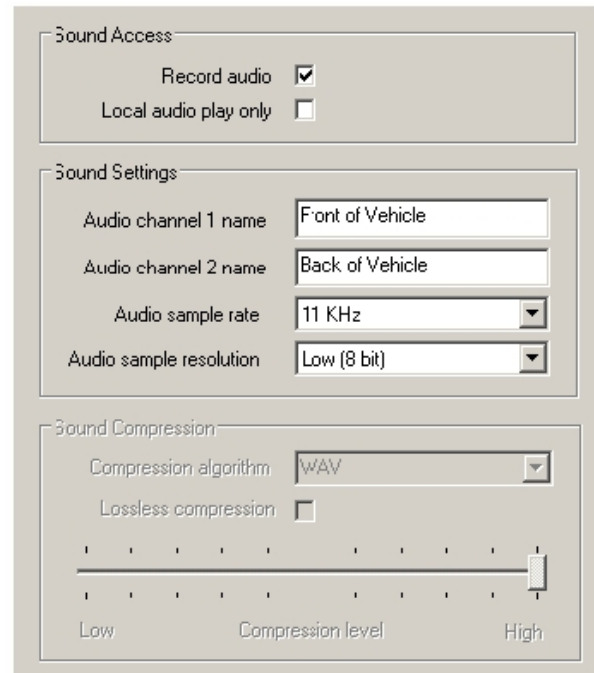 Sound Access
Record audio
Local audio play only
Sound Settings
Audio channel 1 name Front of Vehicle
Audio channel 2 name Back of Vehicle
Audio sample rate 11 KHz
Audio sample resolution Low (8 bit)
Sound Compression
Compression algorithm WAV
Lossless compression
Low Compression level High